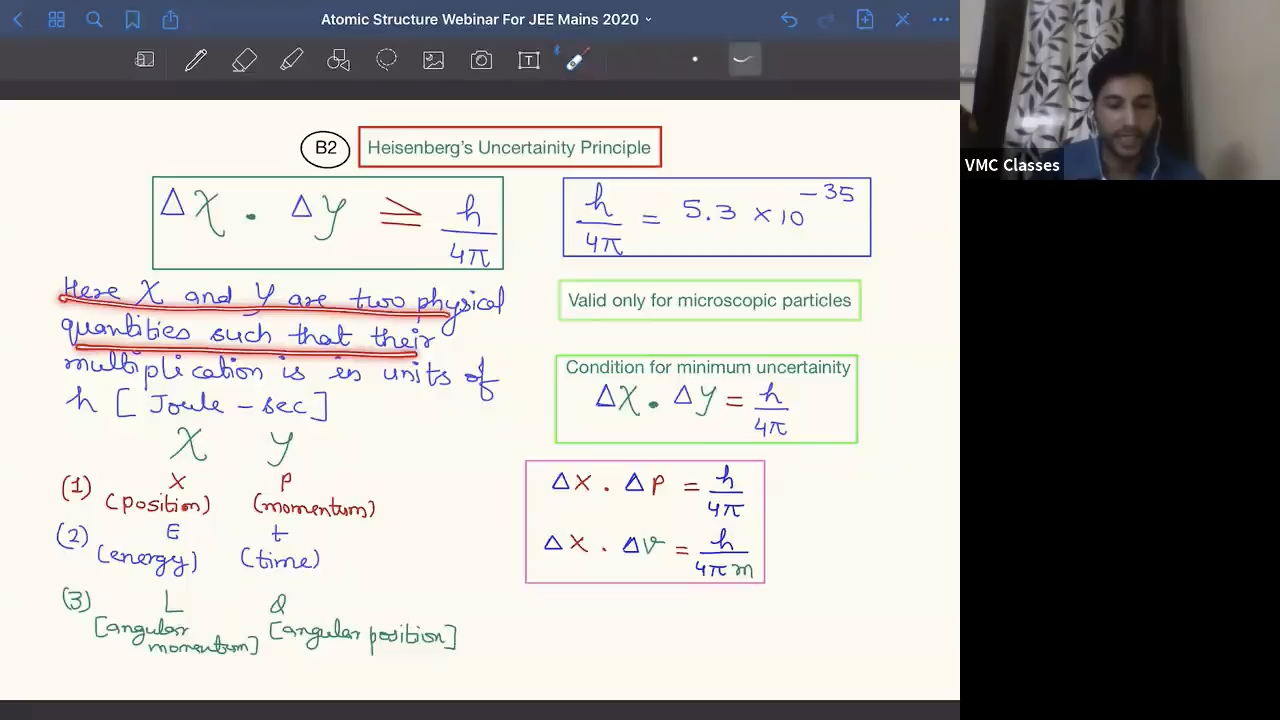 Atomic Structure Webinar For JEE Mains 2020
T
VMC Classes
B2
Heisenberg's Uncertainity Principle
ΔX . ΔY ≥ h/4π
h/4π = 5.3 × 10^-35
Here X and Y are two physical
quantities such that their
multiplication is in units of
h [Joule - sec]
X Y
(1) X P
(position) (momentum)
(2) E t
(energy) (time)
(3) L Q
[angular momentum] [angular position]
Valid only for microscopic particles
Condition for minimum uncertainity
ΔX . ΔY = h/4π
ΔX . ΔP = h/4π
ΔX . ΔV = h/4πm